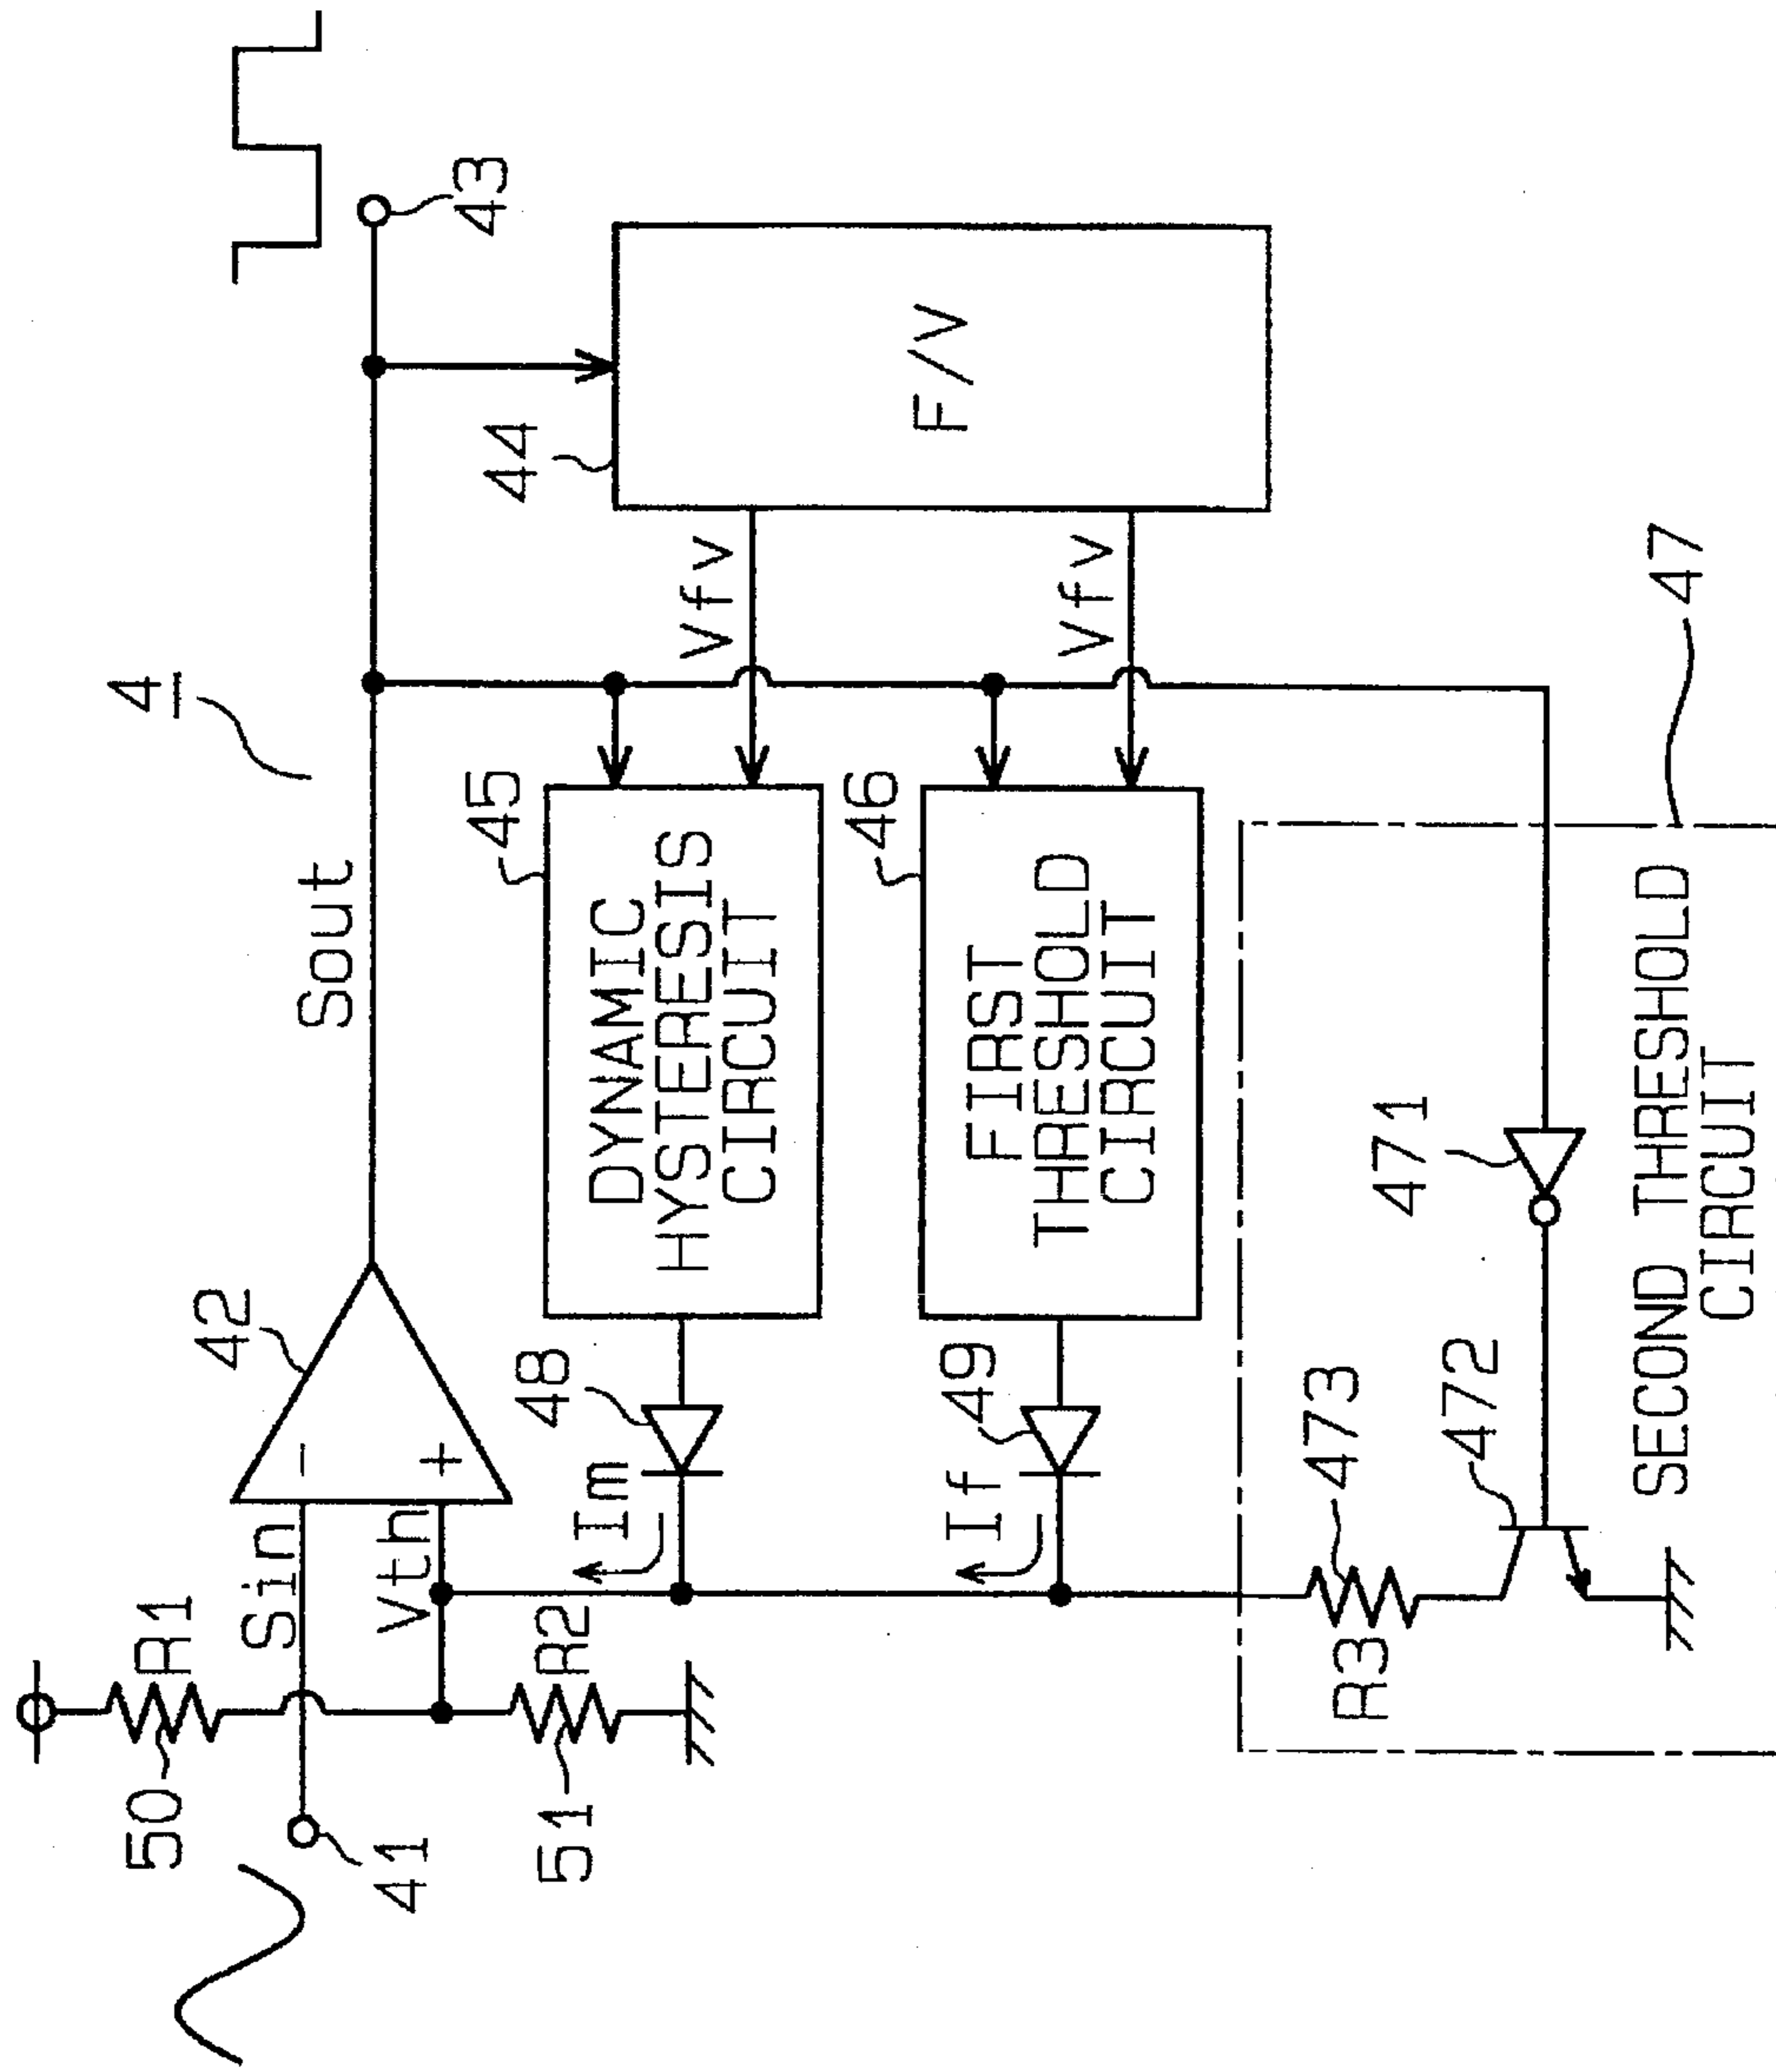 4
43
Sout
42
44
F/V
Vfv
Vfv
45
DYNAMIC
HYSTERESIS
CIRCUIT
46
FIRST
THRESHOLD
CIRCUIT
47
SECOND THRESHOLD
CIRCUIT
471
472
473
R3
48
Im
49
If
−
+
Sin
Vth
R1
50
R2
51
41